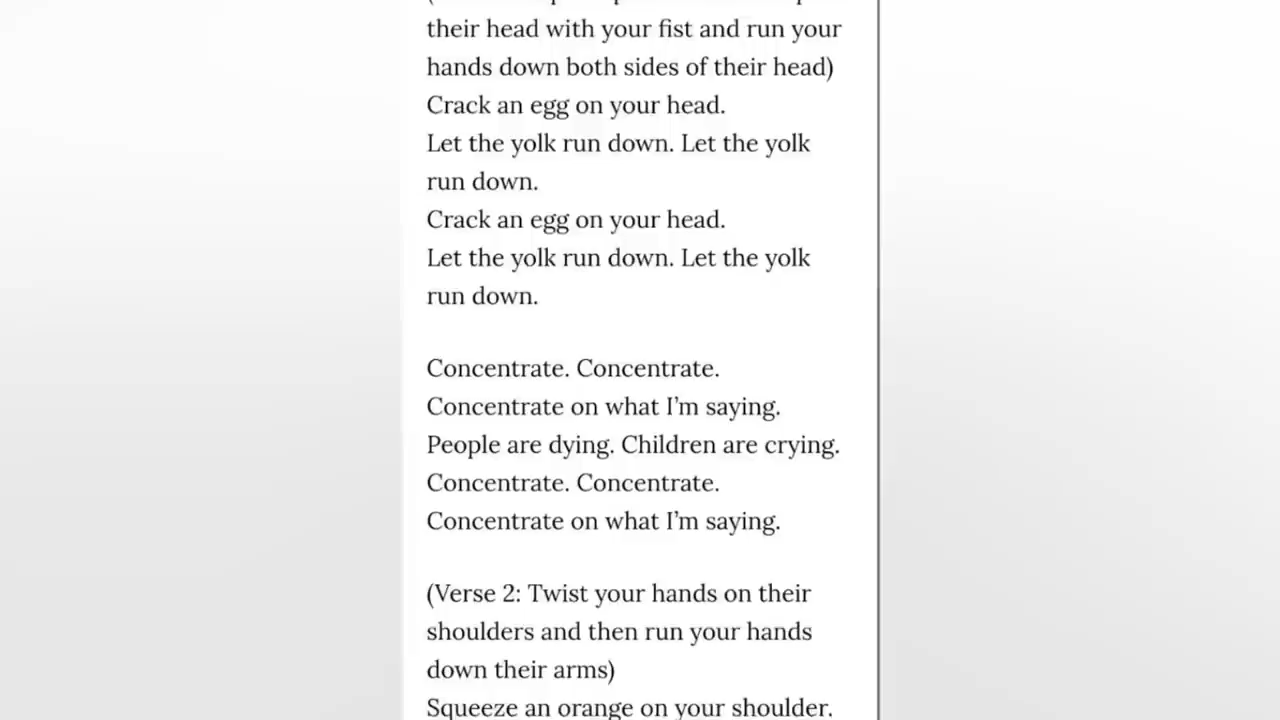 their head with your fist and run your
hands down both sides of their head)
Crack an egg on your head.
Let the yolk run down. Let the yolk
run down.
Crack an egg on your head.
Let the yolk run down. Let the yolk
run down.
Concentrate. Concentrate.
Concentrate on what I’m saying.
People are dying. Children are crying.
Concentrate. Concentrate.
Concentrate on what I’m saying.
(Verse 2: Twist your hands on their
shoulders and then run your hands
down their arms)
Squeeze an orange on your shoulder.